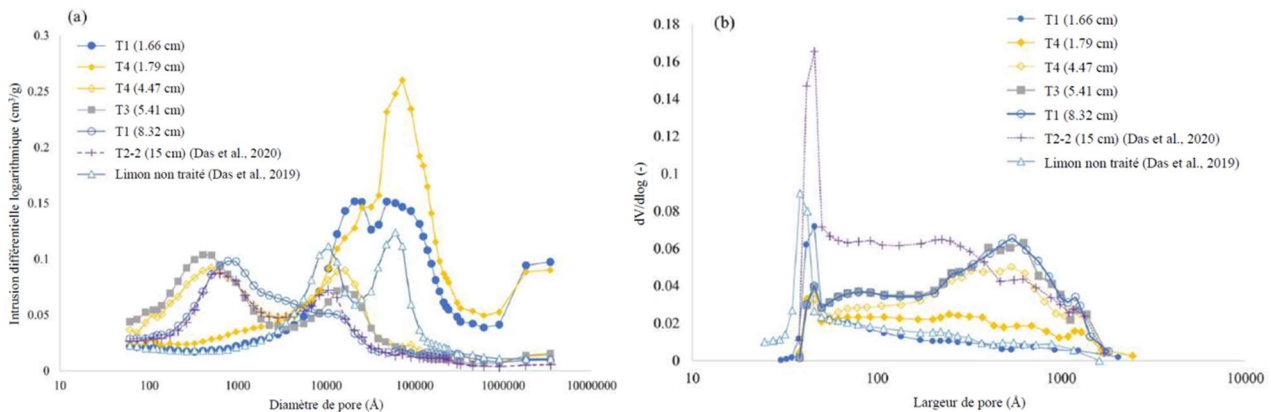 (a)
0.3
0.25
0.2
0.15
0.1
0.05
0
Intrusion différentielle logarithmique (cm³/g)
T1 (1.66 cm)
T4 (1.79 cm)
T4 (4.47 cm)
T3 (5.41 cm)
T1 (8.32 cm)
T2-2 (15 cm) (Das et al., 2020)
Limon non traité (Das et al., 2019)
10
100
1000
10000
100000
1000000
10000000
Diamètre de pore (Å)
(b)
0.18
0.16
0.14
0.12
0.1
0.08
0.06
0.04
0.02
0
dV/dlog (-)
T1 (1.66 cm)
T4 (1.79 cm)
T4 (4.47 cm)
T3 (5.41 cm)
T1 (8.32 cm)
T2-2 (15 cm) (Das et al., 2020)
Limon non traité (Das et al., 2019)
10
100
1000
10000
Largeur de pore (Å)